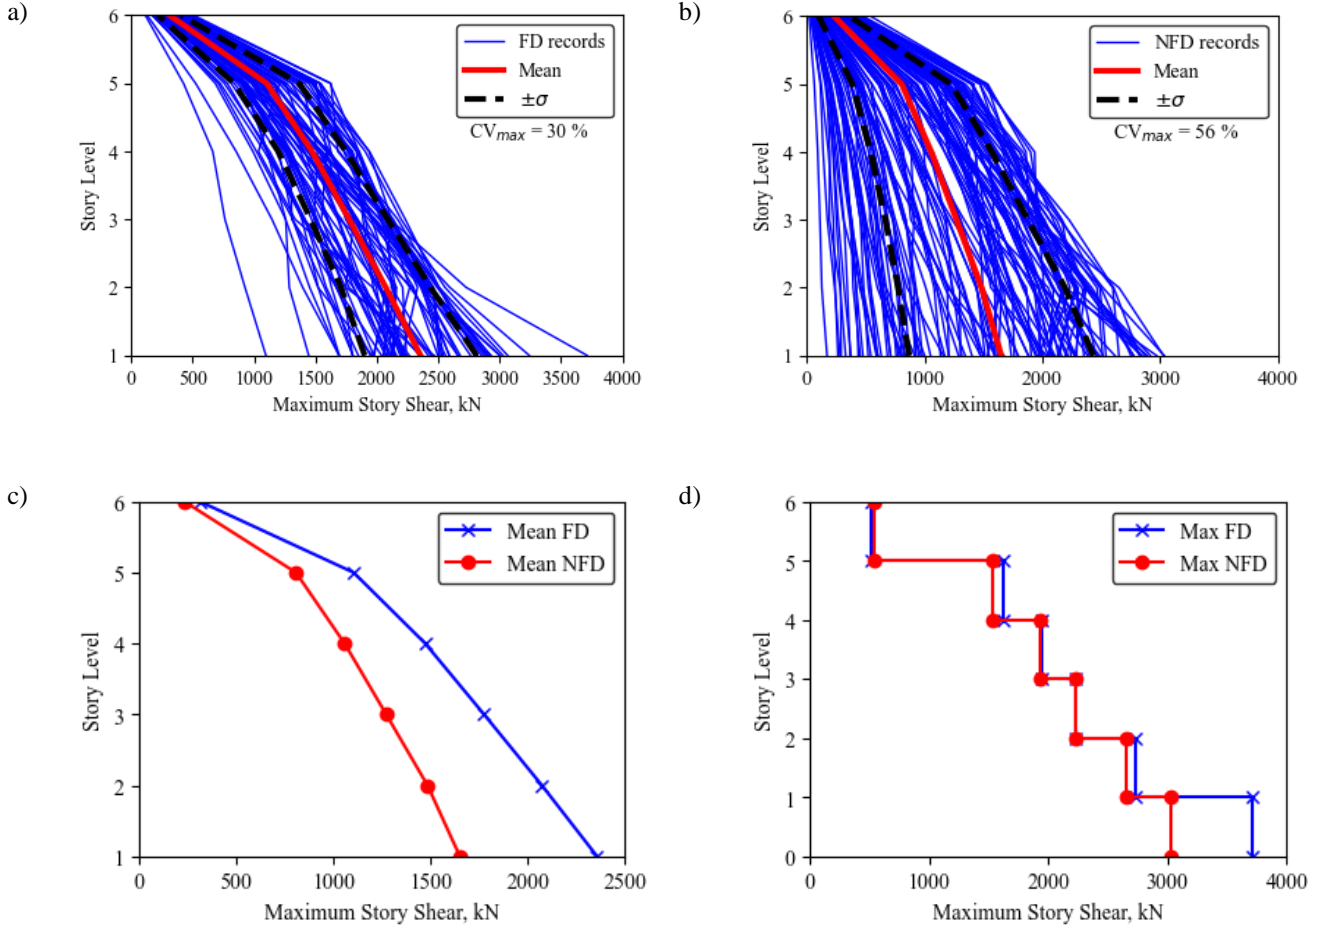 a)
6
5
4
3
2
1
Story Level
FD records
Mean
±σ
CVmax = 30 %
0 500 1000 1500 2000 2500 3000 3500 4000
Maximum Story Shear, kN
b)
6
5
4
3
2
1
Story Level
NFD records
Mean
±σ
CVmax = 56 %
0 1000 2000 3000 4000
Maximum Story Shear, kN
c)
6
5
4
3
2
1
Story Level
Mean FD
Mean NFD
0 500 1000 1500 2000 2500
Maximum Story Shear, kN
d)
6
5
4
3
2
1
0
Story Level
Max FD
Max NFD
0 1000 2000 3000 4000
Maximum Story Shear, kN